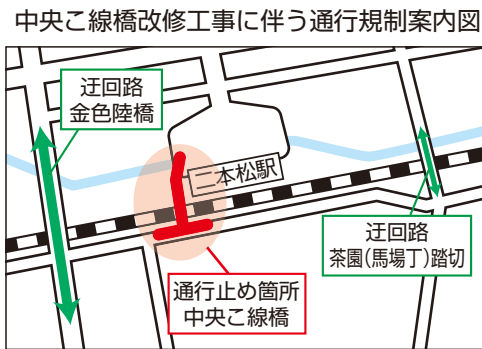 中央こ線橋改修工事に伴う通行規制案内図
迂回路
金色陸橋
二本松駅
迂回路
茶園(馬場丁)踏切
通行止め箇所
中央こ線橋